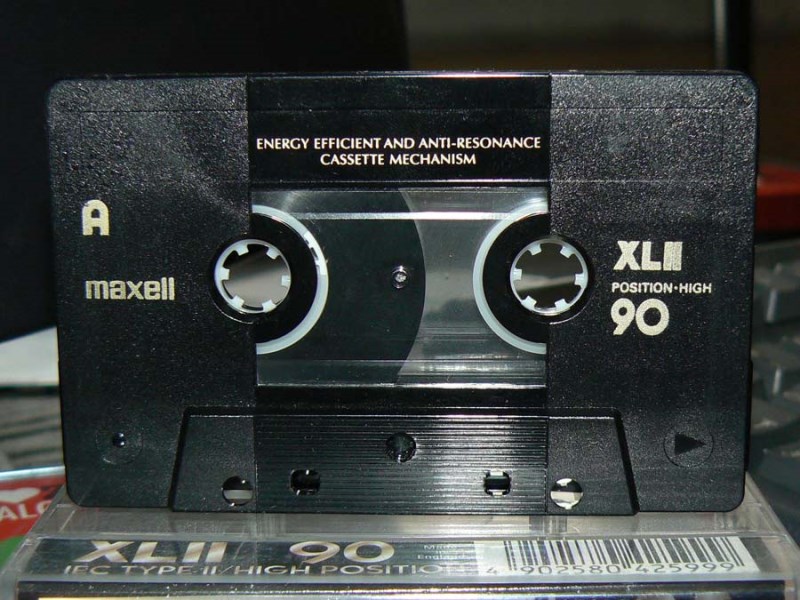 ENERGY EFFICIENT AND ANTI-RESONANCE
CASSETTE MECHANISM
A
maxell
XLII
POSITION·HIGH
90
XLII 90
IEC TYPE II/HIGH POSITION
4 902580 425999